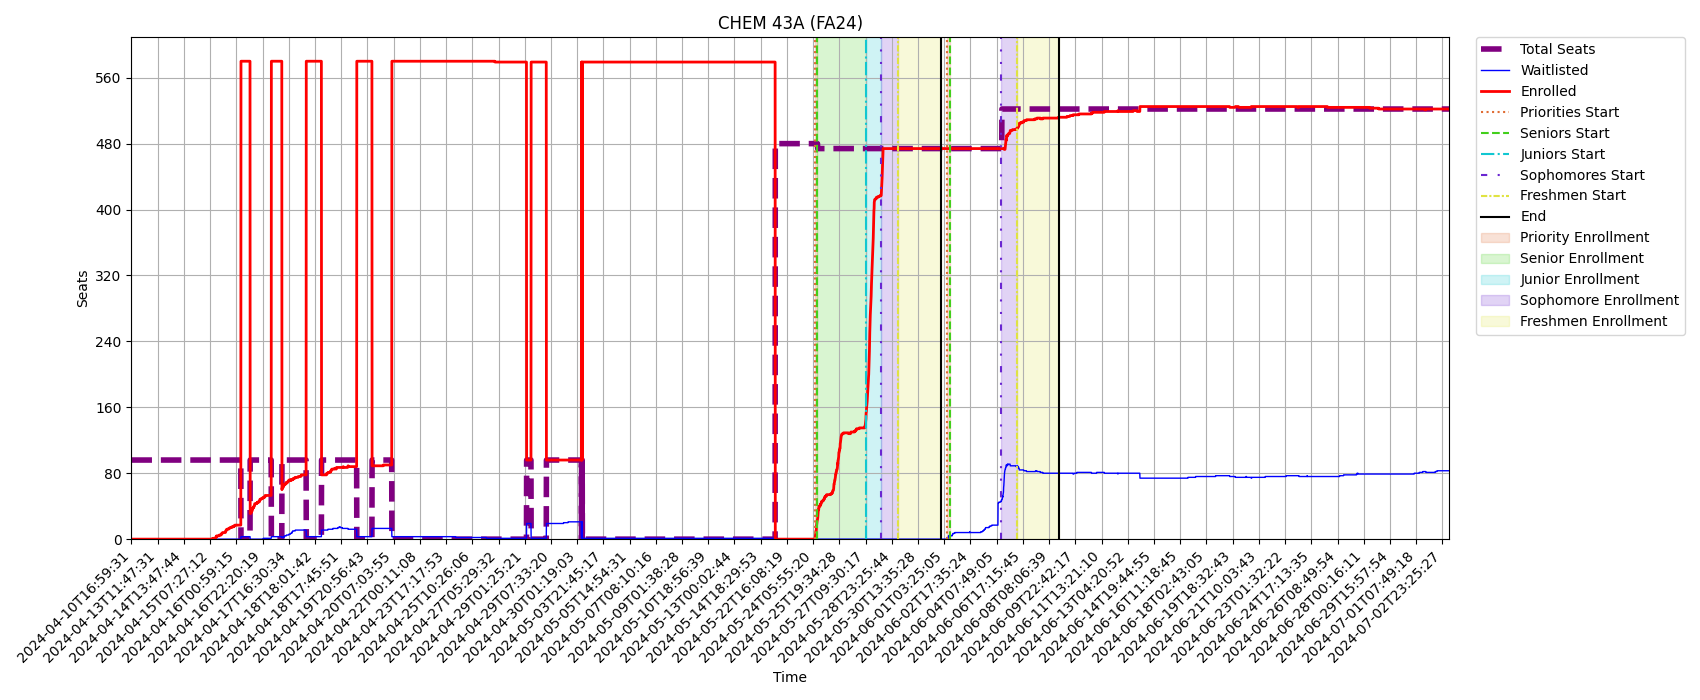 CHEM 43A (FA24)
Seats
560
480
400
320
240
160
80
0
2024-04-10T16:59:31
2024-04-13T11:47:31
2024-04-14T13:47:44
2024-04-15T07:27:12
2024-04-16T00:59:15
2024-04-16T22:20:19
2024-04-17T16:30:34
2024-04-18T18:01:42
2024-04-18T17:45:51
2024-04-19T20:56:43
2024-04-20T07:03:55
2024-04-22T00:11:08
2024-04-23T17:17:53
2024-04-25T10:26:06
2024-04-27T05:29:32
2024-04-29T01:25:21
2024-04-29T07:33:20
2024-04-30T01:19:03
2024-05-03T21:45:17
2024-05-05T14:54:31
2024-05-07T08:10:16
2024-05-09T01:38:28
2024-05-10T18:56:39
2024-05-13T00:02:44
2024-05-14T18:29:53
2024-05-22T16:08:19
2024-05-24T05:55:20
2024-05-25T19:34:28
2024-05-27T09:30:17
2024-05-28T23:25:44
2024-05-30T13:35:28
2024-06-01T03:25:05
2024-06-02T17:35:24
2024-06-04T07:49:05
2024-06-06T17:15:45
2024-06-08T08:06:39
2024-06-09T22:42:17
2024-06-11T13:21:10
2024-06-13T04:20:52
2024-06-14T19:44:55
2024-06-16T11:18:45
2024-06-18T02:43:05
2024-06-19T18:32:43
2024-06-21T10:03:43
2024-06-23T01:32:22
2024-06-24T17:13:35
2024-06-26T08:49:54
2024-06-28T00:16:11
2024-06-29T15:57:54
2024-07-01T07:49:18
2024-07-02T23:25:27
Time
Total Seats
Waitlisted
Enrolled
Priorities Start
Seniors Start
Juniors Start
Sophomores Start
Freshmen Start
End
Priority Enrollment
Senior Enrollment
Junior Enrollment
Sophomore Enrollment
Freshmen Enrollment